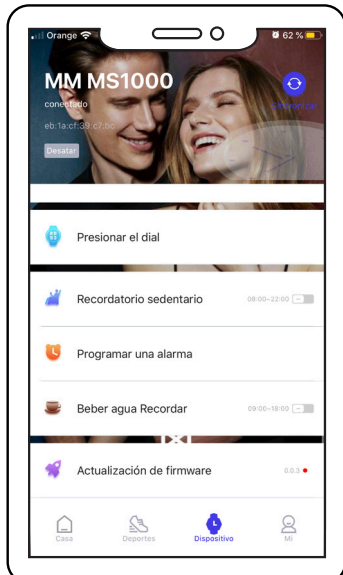 Orange 62 %
MM MS1000
conectado
eb:1a:cf:39:c7:bc
Sincronizar
Desatar
Presionar el dial
Recordatorio sedentario 08:00~22:00
Programar una alarma
Beber agua Recordar 09:00~18:00
Actualización de firmware 0.0.3
Casa Deportes Dispositivo Mi